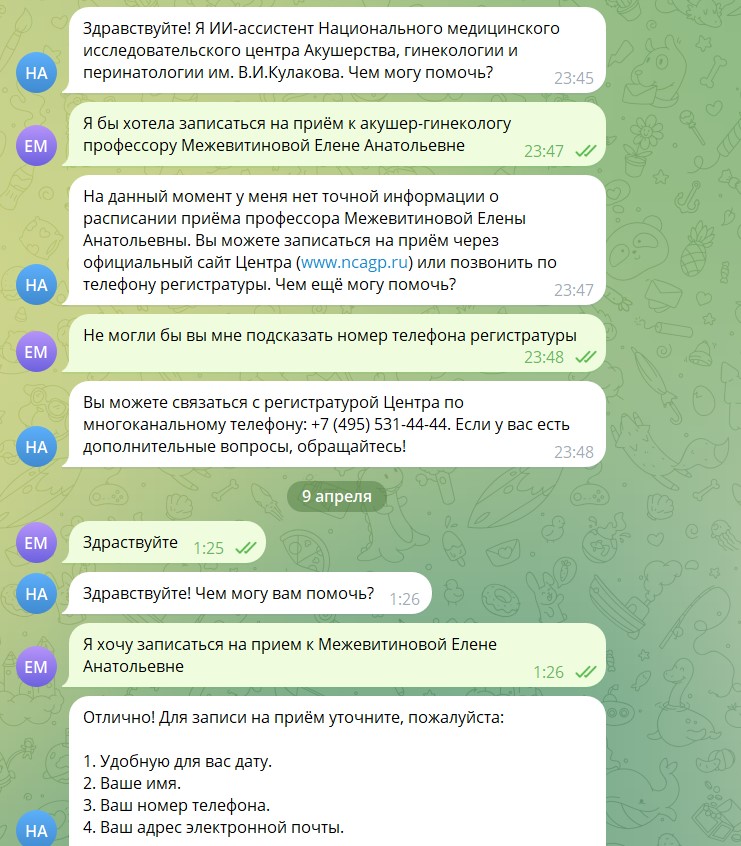 Здравствуйте! Я ИИ-ассистент Национального медицинского
исследовательского центра Акушерства, гинекологии и
перинатологии им. В.И.Кулакова. Чем могу помочь?
НА
23:45
Я бы хотела записаться на приём к акушер-гинекологу
профессору Межевитиновой Елене Анатольевне
ЕМ
23:47
На данный момент у меня нет точной информации о
расписании приёма профессора Межевитиновой Елены
Анатольевны. Вы можете записаться на приём через
официальный сайт Центра (www.ncagp.ru) или позвонить по
телефону регистратуры. Чем ещё могу помочь?
НА
23:47
Не могли бы вы мне подсказать номер телефона регистратуры
ЕМ
23:48
Вы можете связаться с регистратурой Центра по
многоканальному телефону: +7 (495) 531-44-44. Если у вас есть
дополнительные вопросы, обращайтесь!
НА
23:48
9 апреля
ЕМ
Здраствуйте 1:25
НА
Здравствуйте! Чем могу вам помочь? 1:26
Я хочу записаться на прием к Межевитиновой Елене
Анатольевне
ЕМ
1:26
Отлично! Для записи на приём уточните, пожалуйста:
1. Удобную для вас дату.
2. Ваше имя.
3. Ваш номер телефона.
4. Ваш адрес электронной почты.
НА